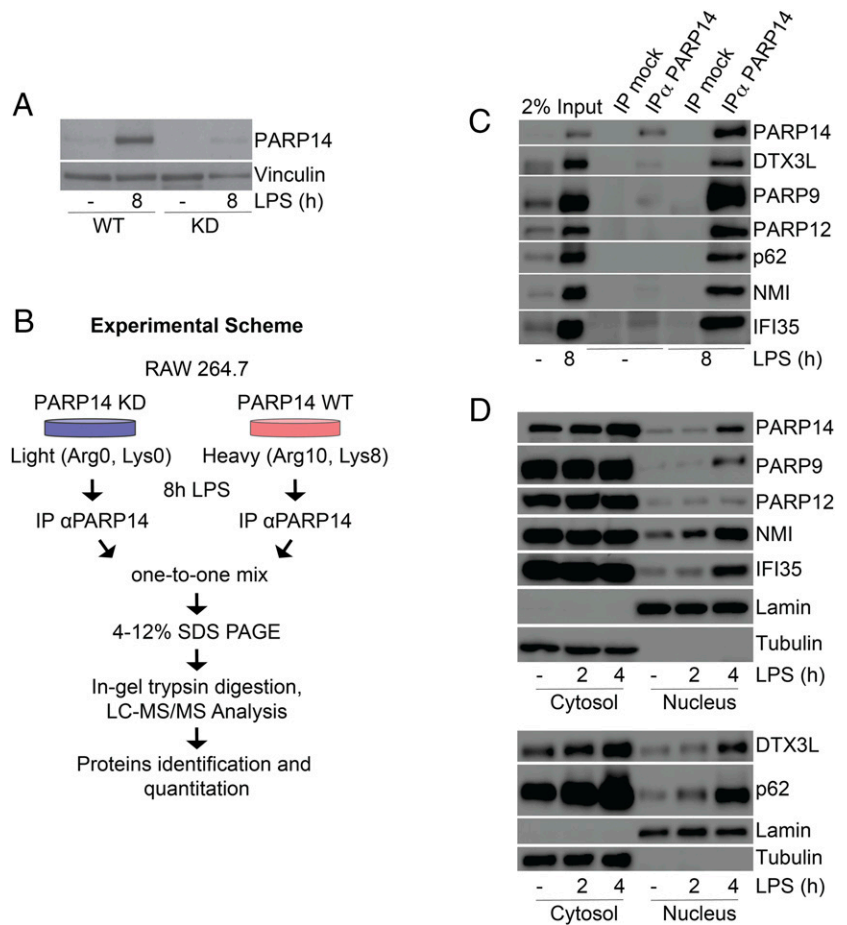 A
PARP14
Vinculin
- 8 - 8 LPS (h)
WT KD
B
Experimental Scheme
RAW 264.7
PARP14 KD PARP14 WT
Light (Arg0, Lys0) Heavy (Arg10, Lys8)
8h LPS
IP αPARP14 IP αPARP14
one-to-one mix
4-12% SDS PAGE
In-gel trypsin digestion,
LC-MS/MS Analysis
Proteins identification and
quantitation
C
2% Input IP mock IPα PARP14 IP mock IPα PARP14
PARP14
DTX3L
PARP9
PARP12
p62
NMI
IFI35
- 8 - 8 LPS (h)
D
PARP14
PARP9
PARP12
NMI
IFI35
Lamin
Tubulin
- 2 4 - 2 4 LPS (h)
Cytosol Nucleus
DTX3L
p62
Lamin
Tubulin
- 2 4 - 2 4 LPS (h)
Cytosol Nucleus